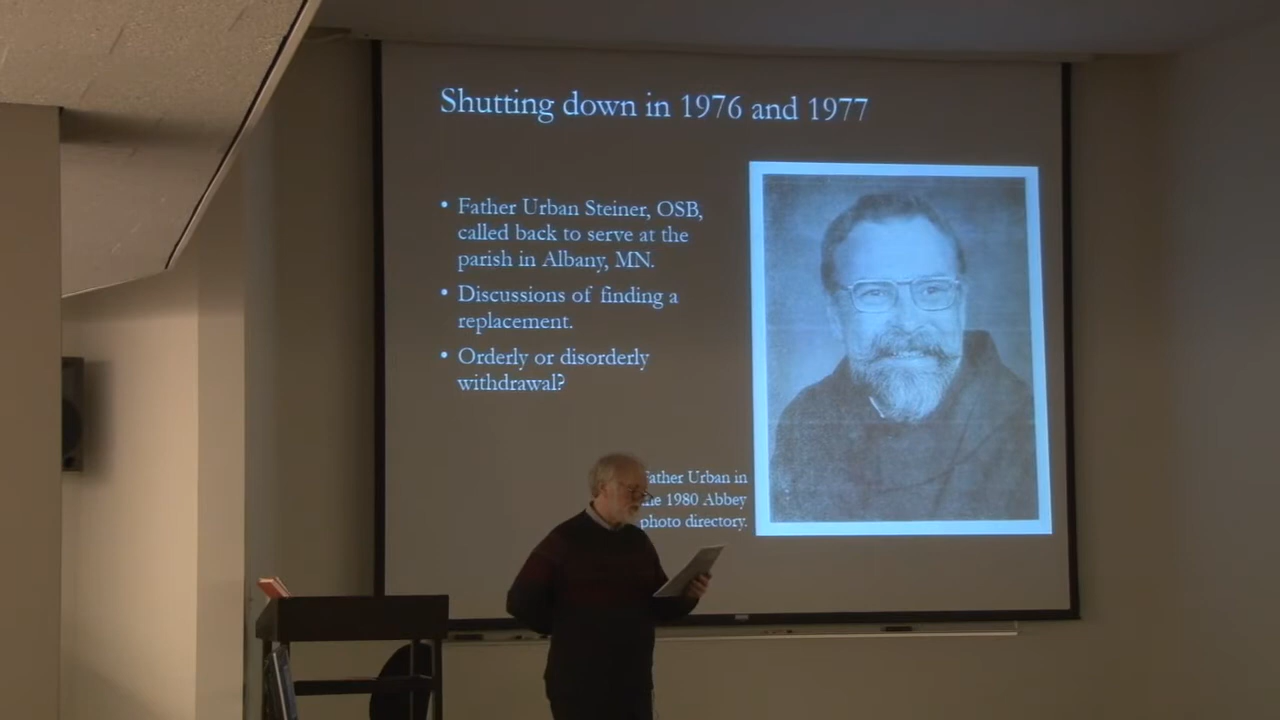 Shutting down in 1976 and 1977
• Father Urban Steiner, OSB,
called back to serve at the
parish in Albany, MN.
• Discussions of finding a
replacement.
• Orderly or disorderly
withdrawal?
Father Urban in
1980 Abbey
photo directory.